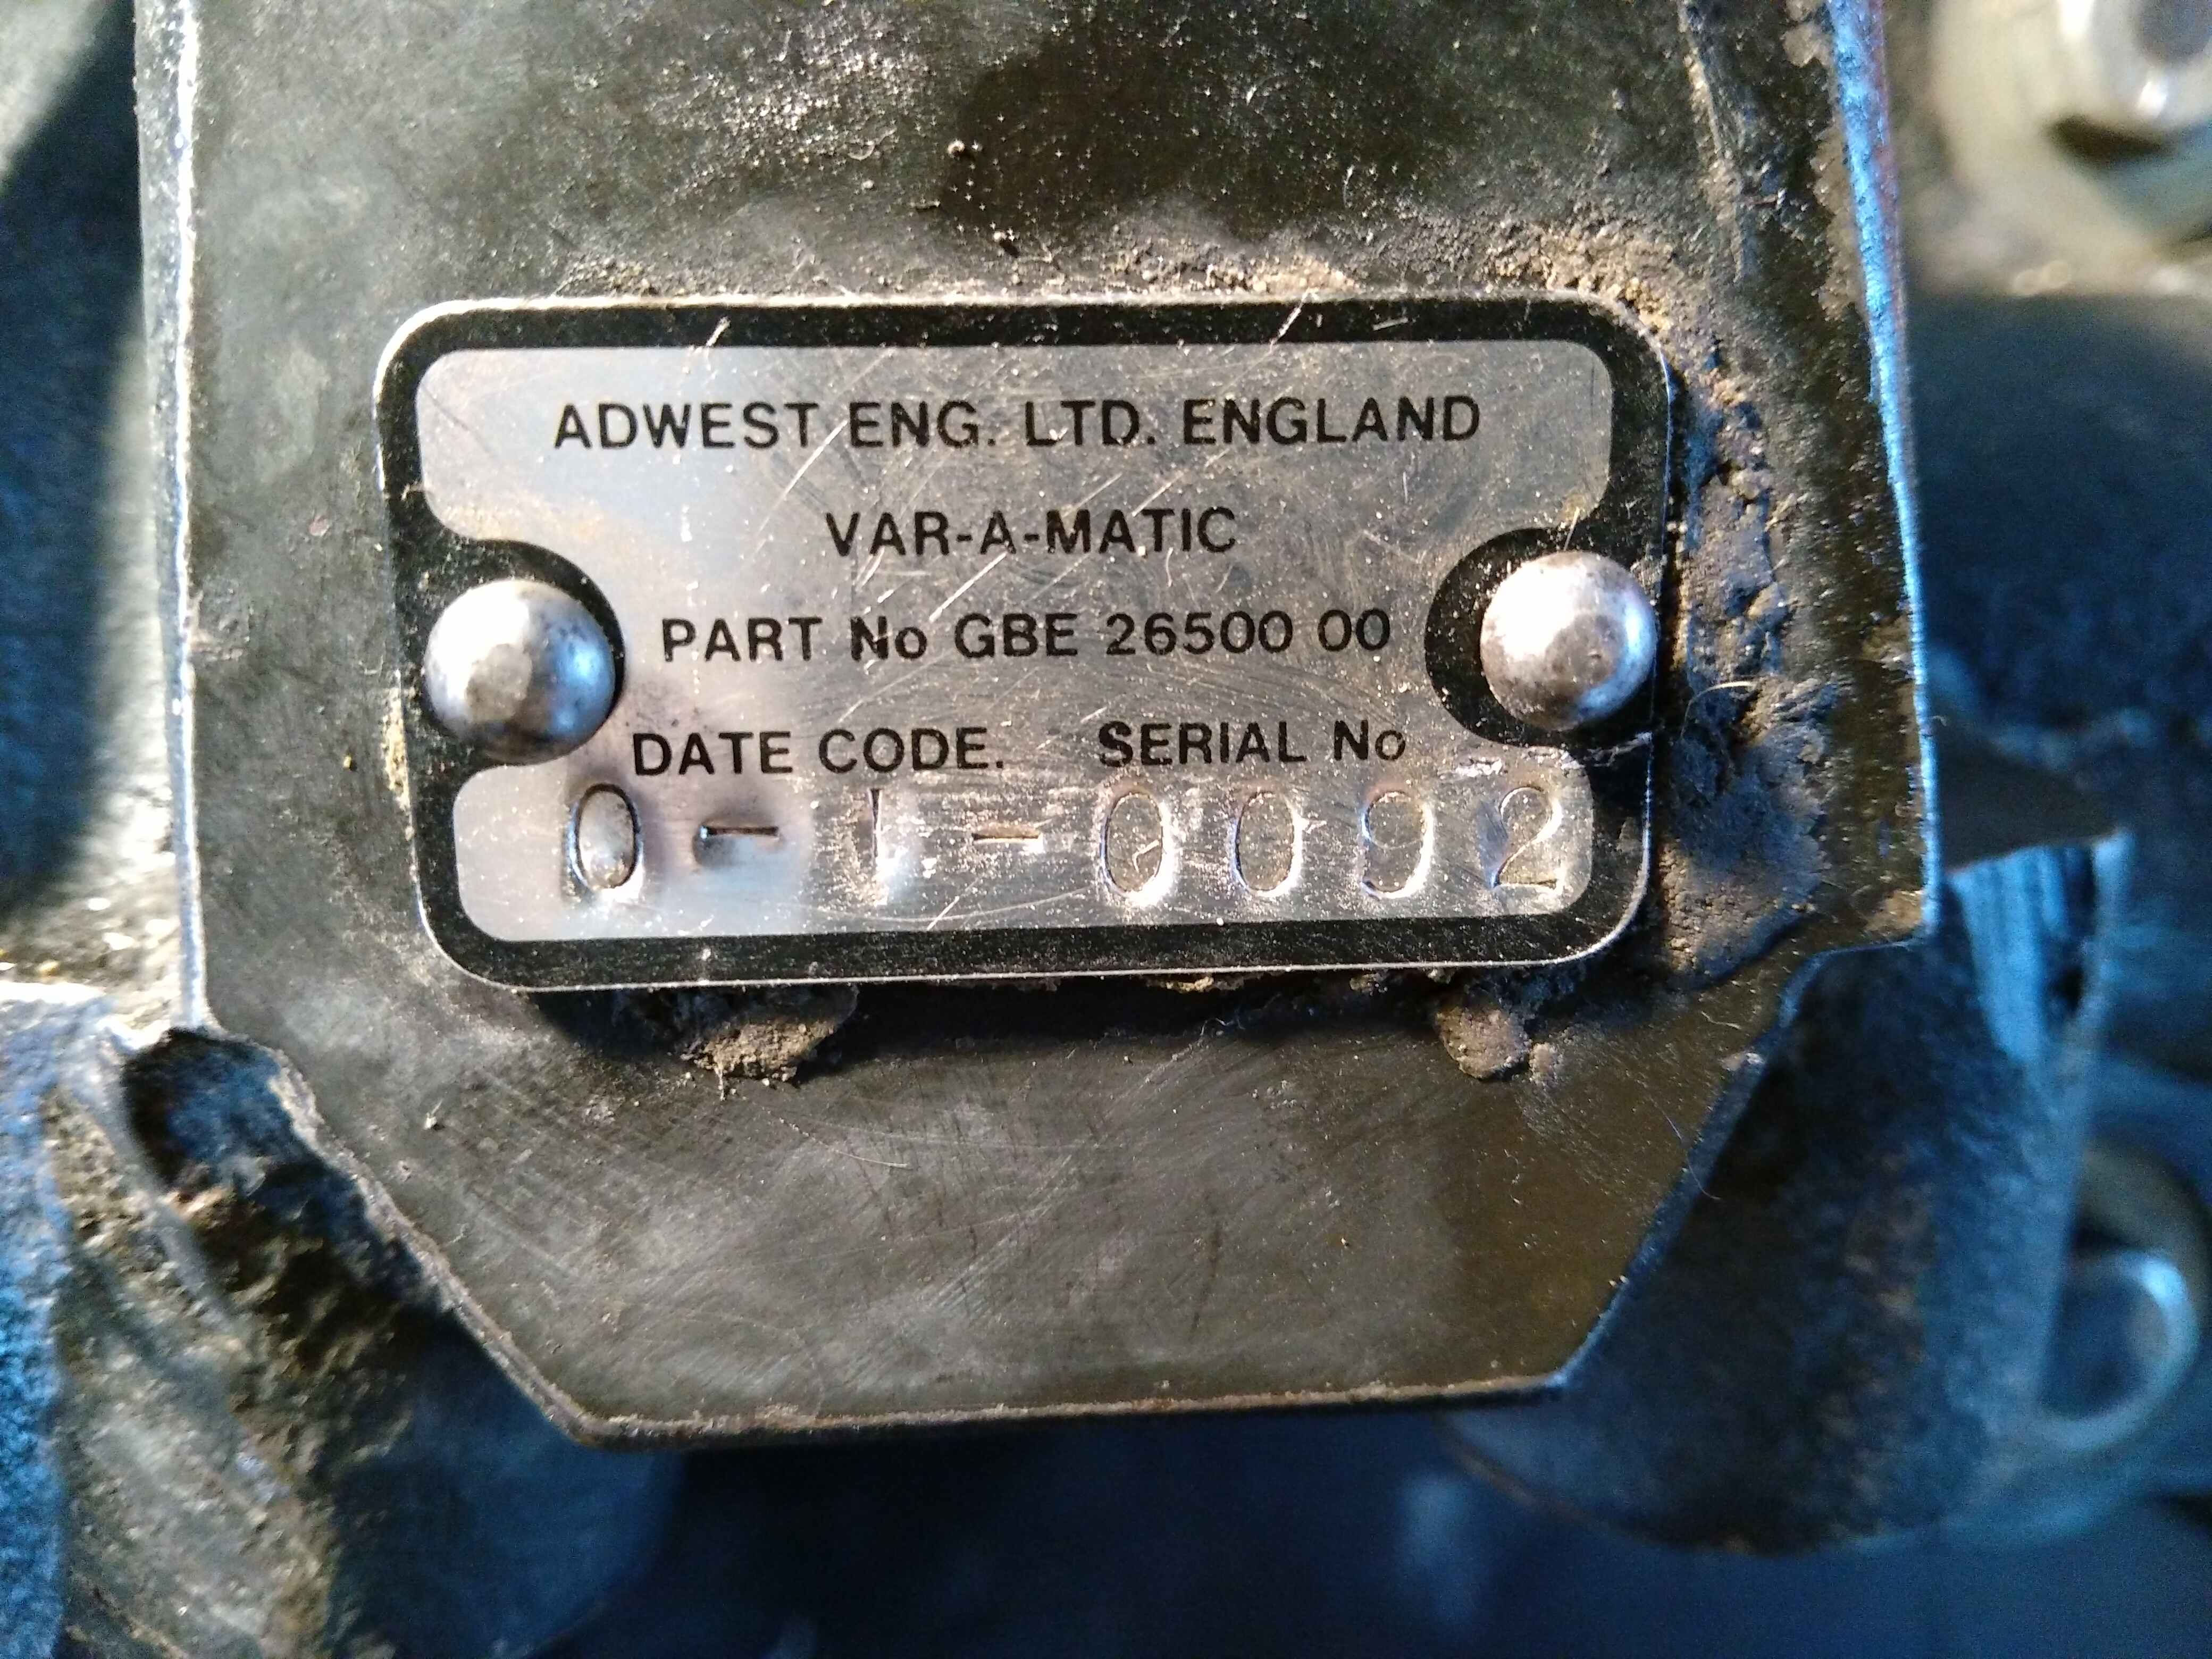 ADWEST ENG. LTD. ENGLAND
VAR-A-MATIC
PART No GBE 26500 00
DATE CODE. SERIAL No
0-1-0092